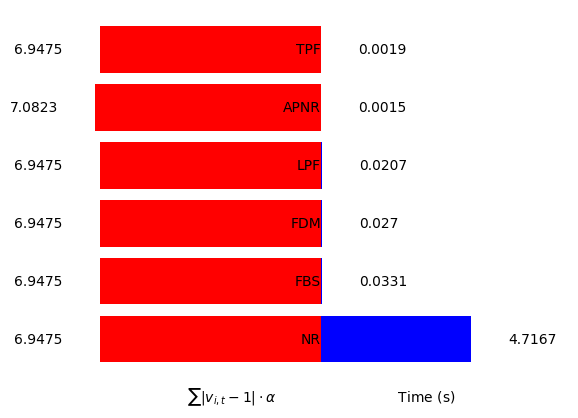 6.9475 TPF 0.0019
7.0823 APNR 0.0015
6.9475 LPF 0.0207
6.9475 FDM 0.027
6.9475 FBS 0.0331
6.9475 NR 4.7167
∑|v_{i,t} − 1| · α Time (s)